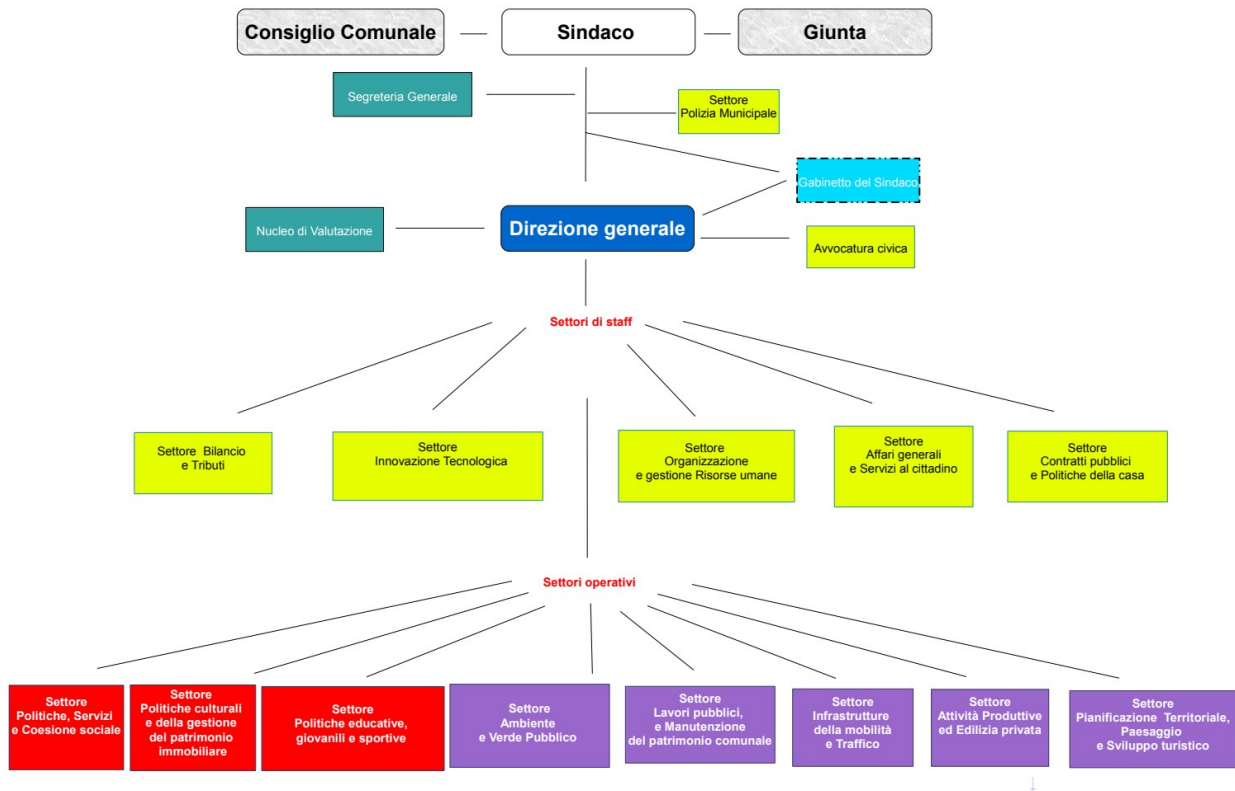 Consiglio Comunale
Sindaco
Giunta
Segreteria Generale
Settore
Polizia Municipale
Gabinetto del Sindaco
Nucleo di Valutazione
Direzione generale
Avvocatura civica
Settori di staff
Settore Bilancio
e Tributi
Settore
Innovazione Tecnologica
Settore
Organizzazione
e gestione Risorse umane
Settore
Affari generali
e Servizi al cittadino
Settore
Contratti pubblici
e Politiche della casa
Settori operativi
Settore
Politiche, Servizi
e Coesione sociale
Settore
Politiche culturali
e della gestione
del patrimonio
immobiliare
Settore
Politiche educative,
giovanili e sportive
Settore
Ambiente
e Verde Pubblico
Settore
Lavori pubblici,
e Manutenzione
del patrimonio comunale
Settore
Infrastrutture
della mobilità
e Traffico
Settore
Attività Produttive
ed Edilizia privata
Settore
Pianificazione Territoriale,
Paesaggio
e Sviluppo turistico